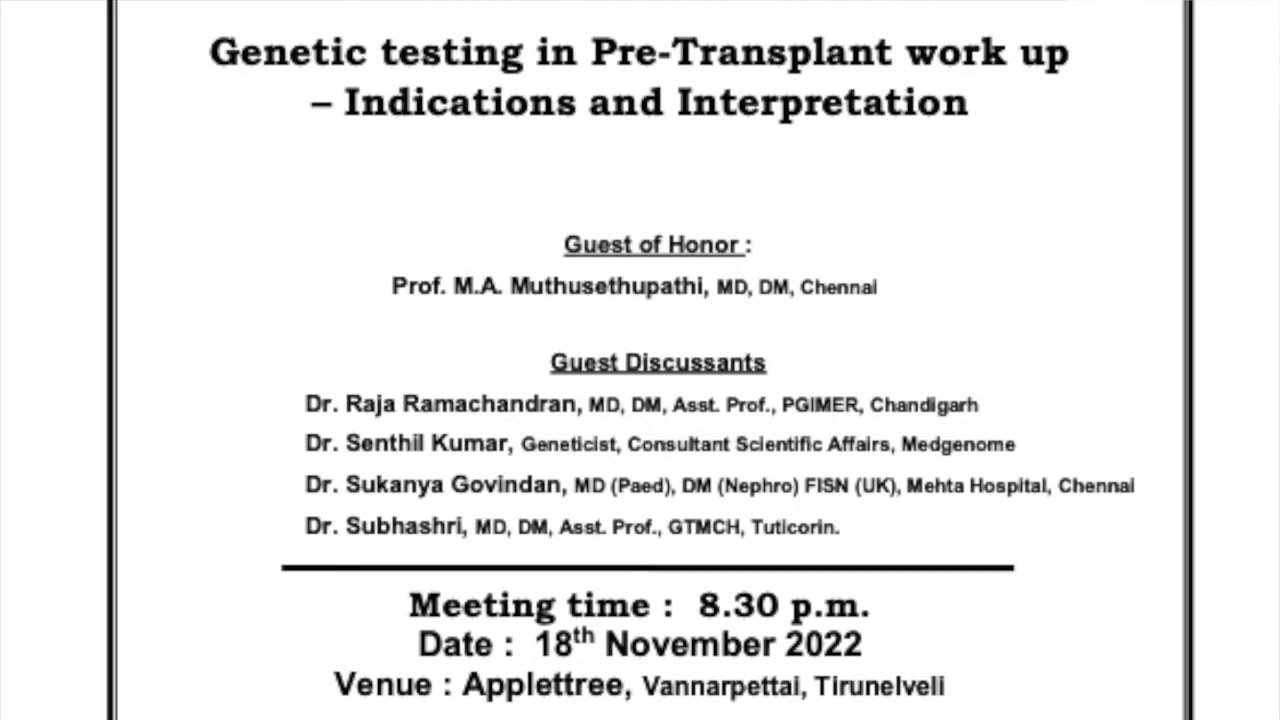 Genetic testing in Pre-Transplant work up
– Indications and Interpretation
Guest of Honor :
Prof. M.A. Muthusethupathi, MD, DM, Chennai
Guest Discussants
Dr. Raja Ramachandran, MD, DM, Asst. Prof., PGIMER, Chandigarh
Dr. Senthil Kumar, Geneticist, Consultant Scientific Affairs, Medgenome
Dr. Sukanya Govindan, MD (Paed), DM (Nephro) FISN (UK), Mehta Hospital, Chennai
Dr. Subhashri, MD, DM, Asst. Prof., GTMCH, Tuticorin.
Meeting time : 8.30 p.m.
Date : 18th November 2022
Venue : Applettree, Vannarpettai, Tirunelveli